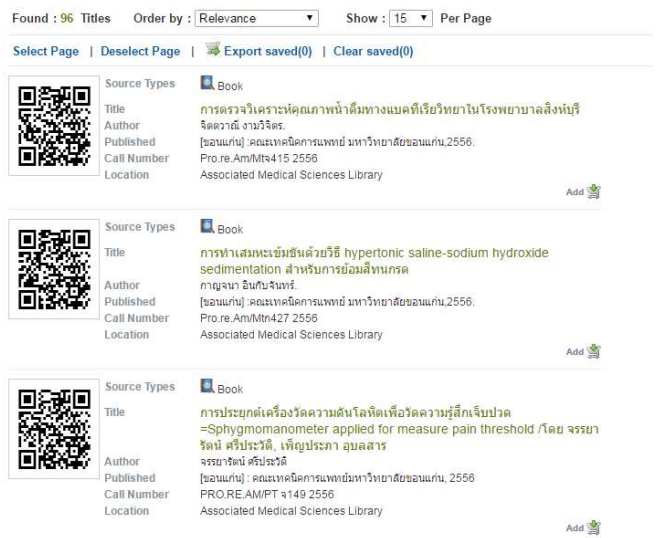 Found : 96 Titles Order by : Relevance Show : 15 Per Page
Select Page | Deselect Page | Export saved(0) | Clear saved(0)
Source Types Book
Title การตรวจวิเคราะห์คุณภาพน้ำดื่มทางแบคทีเรียวิทยาในโรงพยาบาลสิงห์บุรี
Author จิตตวาณี งามวิจิตร.
Published [ขอนแก่น] :คณะเทคนิคการแพทย์ มหาวิทยาลัยขอนแก่น,2556.
Call Number Pro.re.Am/Mtจ415 2556
Location Associated Medical Sciences Library
Add
Source Types Book
Title การทำเสมหะเข้มข้นด้วยวิธี hypertonic saline-sodium hydroxide
sedimentation สำหรับการย้อมสีทนกรด
Author กาญจนา อินกับจันทร์.
Published [ขอนแก่น] :คณะเทคนิคการแพทย์ มหาวิทยาลัยขอนแก่น,2556.
Call Number Pro.re.Am/Mtก427 2556
Location Associated Medical Sciences Library
Add
Source Types Book
Title การประยุกต์เครื่องวัดความดันโลหิตเพื่อวัดความรู้สึกเจ็บปวด
=Sphygmomanometer applied for measure pain threshold /โดย จรรยา
รัตน์ ศรีประวัติ, เพ็ญประภา อุบลสาร
Author จรรยารัตน์ ศรีประวัติ
Published [ขอนแก่น] : คณะเทคนิคการแพทย์มหาวิทยาลัยขอนแก่น, 2556
Call Number PRO.RE.AM/PT จ149 2556
Location Associated Medical Sciences Library
Add